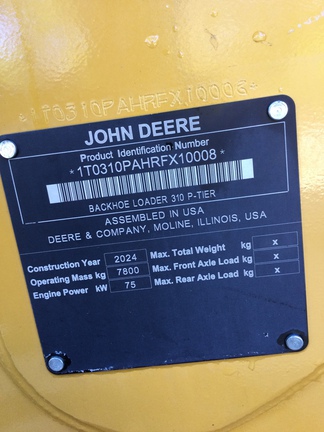 *1T0310PAHRFX10008*
JOHN DEERE
Product Identification Number
*1T0310PAHRFX10008*
BACKHOE LOADER 310 P-TIER
ASSEMBLED IN USA
DEERE & COMPANY, MOLINE, ILLINOIS, USA
Construction Year 2024 Max. Total Weight kg x
Operating Mass kg 7800 Max. Front Axle Load kg x
Engine Power kW 75 Max. Rear Axle Load kg x